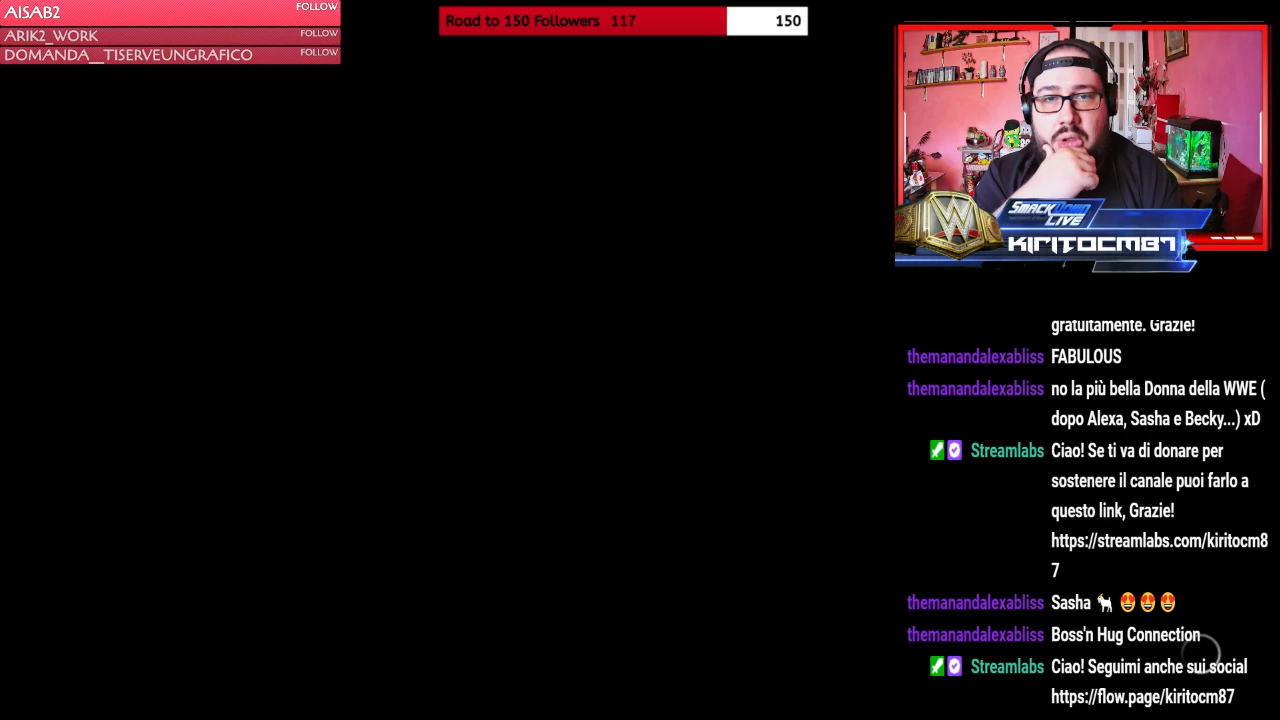 AISAB2 FOLLOW
ARIK2_WORK FOLLOW
DOMANDA__TISERVEUNGRAFICO FOLLOW
Road to 150 Followers 117 150
SMACKDOWN
LIVE
KIRITOCM87
gratuitamente. Grazie!
themanandalexabliss FABULOUS
themanandalexabliss no la più bella Donna della WWE (
dopo Alexa, Sasha e Becky...) xD
Streamlabs Ciao! Se ti va di donare per
sostenere il canale puoi farlo a
questo link, Grazie!
https://streamlabs.com/kiritocm8
7
themanandalexabliss Sasha 🐐 😍 😍 😍
themanandalexabliss Boss'n Hug Connection
Streamlabs Ciao! Seguimi anche sui social
https://flow.page/kiritocm87